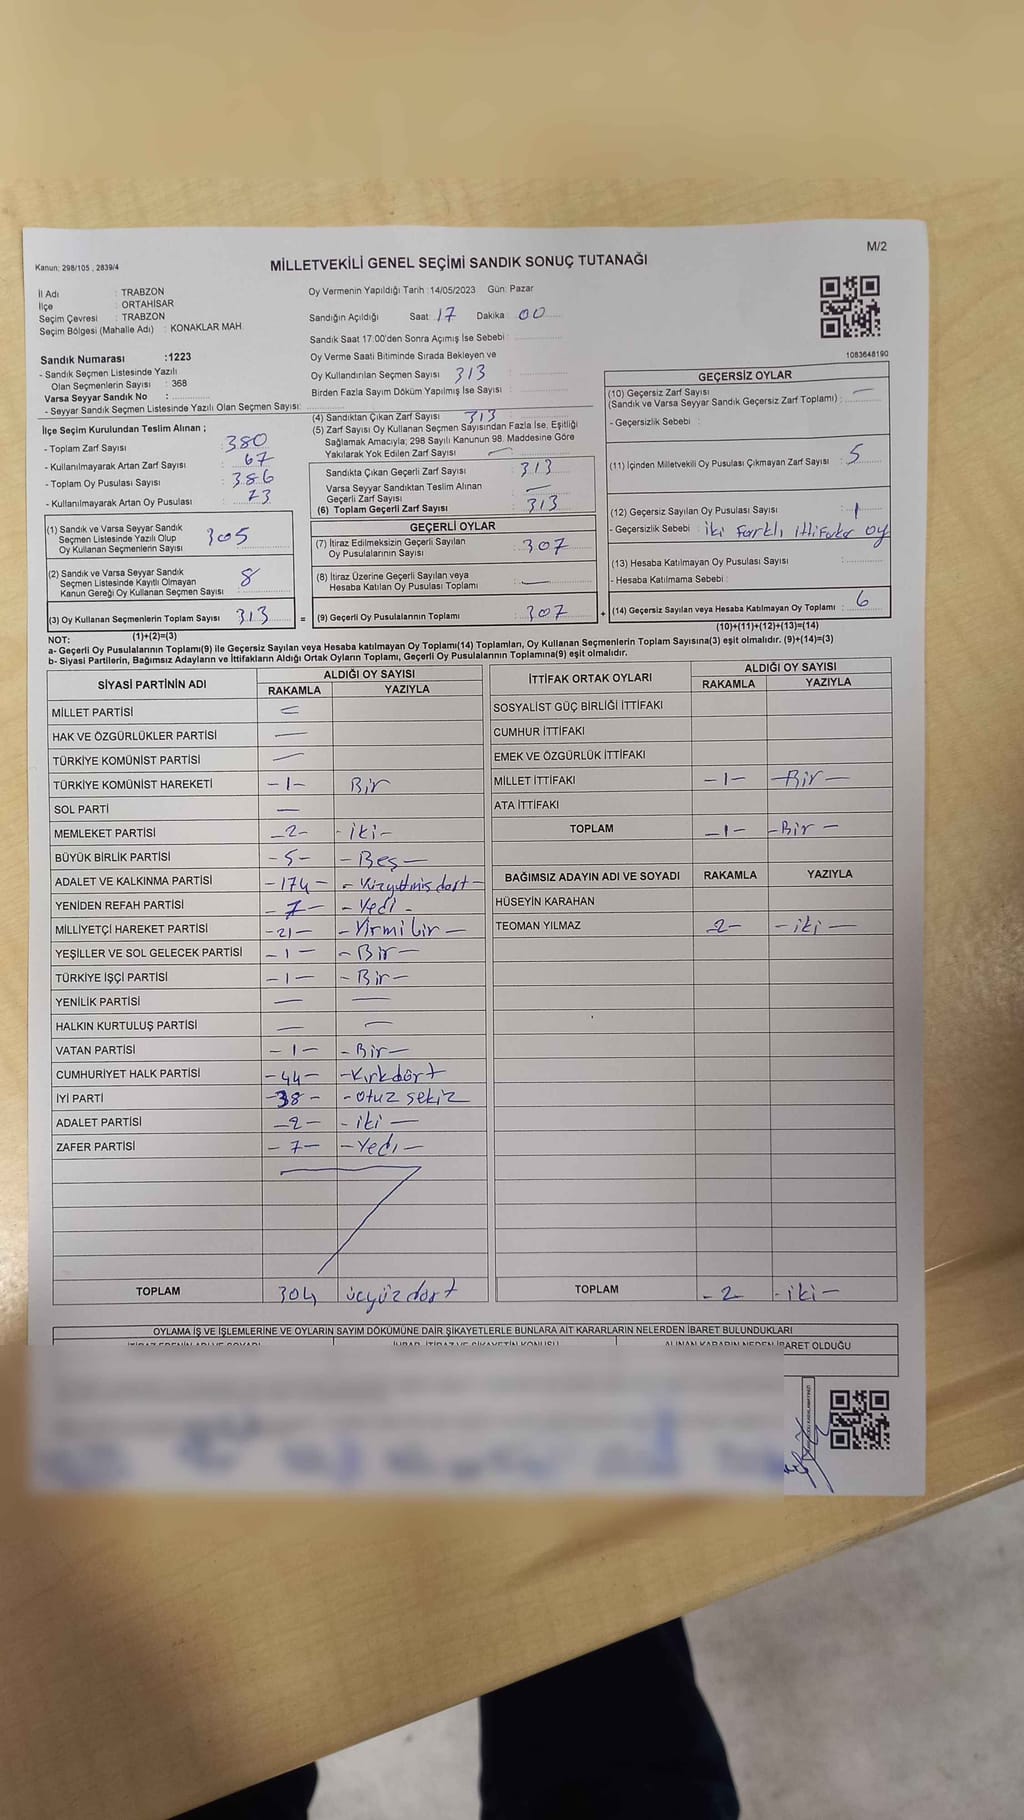 M/2
Kanun: 298/105 , 2839/4
MİLLETVEKİLİ GENEL SEÇİMİ SANDIK SONUÇ TUTANAĞI
İl Adı : TRABZON
İlçe : ORTAHİSAR
Seçim Çevresi : TRABZON
Seçim Bölgesi (Mahalle Adı) : KONAKLAR MAH.
Sandık Numarası :1223
- Sandık Seçmen Listesinde Yazılı
Olan Seçmenlerin Sayısı : 368
Varsa Seyyar Sandık No :
- Seyyar Sandık Seçmen Listesinde Yazılı Olan Seçmen Sayısı:
Oy Vermenin Yapıldığı Tarih :14/05/2023 Gün: Pazar
Sandığın Açıldığı Saat: 17 Dakika : 00
Sandık Saat 17:00'den Sonra Açımış İse Sebebi :
Oy Verme Saati Bitiminde Sırada Bekleyen ve
Oy Kullandırılan Seçmen Sayısı 313
Birden Fazla Sayım Döküm Yapılmış İse Sayısı :
1083648190
İlçe Seçim Kurulundan Teslim Alınan ;
- Toplam Zarf Sayısı : 380
- Kullanılmayarak Artan Zarf Sayısı : 67
- Toplam Oy Pusulası Sayısı : 386
- Kullanılmayarak Artan Oy Pusulası : 73
(1) Sandık ve Varsa Seyyar Sandık
Seçmen Listesinde Yazılı Olup
Oy Kullanan Seçmenlerin Sayısı 305
(2) Sandık ve Varsa Seyyar Sandık
Seçmen Listesinde Kayıtlı Olmayan
Kanun Gereği Oy Kullanan Seçmen Sayısı 8
(3) Oy Kullanan Seçmenlerin Toplam Sayısı 313
(1)+(2)=(3)
(4) Sandıktan Çıkan Zarf Sayısı : 313
(5) Zarf Sayısı Oy Kullanan Seçmen Sayısından Fazla İse, Eşitliği
Sağlamak Amacıyla; 298 Sayılı Kanunun 98. Maddesine Göre
Yakılarak Yok Edilen Zarf Sayısı : —
Sandıkta Çıkan Geçerli Zarf Sayısı : 313
Varsa Seyyar Sandıktan Teslim Alınan
Geçerli Zarf Sayısı : —
(6) Toplam Geçerli Zarf Sayısı : 313
GEÇERLİ OYLAR
(7) İtiraz Edilmeksizin Geçerli Sayılan
Oy Pusulalarının Sayısı : 307
(8) İtiraz Üzerine Geçerli Sayılan veya
Hesaba Katılan Oy Pusulası Toplamı : —
= (9) Geçerli Oy Pusulalarının Toplamı : 307 +
GEÇERSİZ OYLAR
(10) Geçersiz Zarf Sayısı
(Sandık ve Varsa Seyyar Sandık Geçersiz Zarf Toplamı) : —
- Geçersizlik Sebebi :
(11) İçinden Milletvekili Oy Pusulası Çıkmayan Zarf Sayısı : 5
(12) Geçersiz Sayılan Oy Pusulası Sayısı : 1
- Geçersizlik Sebebi : iki farklı ittifaka oy
(13) Hesaba Katılmayan Oy Pusulası Sayısı :
- Hesaba Katılmama Sebebi :
(14) Geçersiz Sayılan veya Hesaba Katılmayan Oy Toplamı : 6
(10)+(11)+(12)+(13)=(14)
NOT:
a- Geçerli Oy Pusulalarının Toplamı(9) ile Geçersiz Sayılan veya Hesaba katılmayan Oy Toplamı(14) Toplamları, Oy Kullanan Seçmenlerin Toplam Sayısına(3) eşit olmalıdır. (9)+(14)=(3)
b- Siyasi Partilerin, Bağımsız Adayların ve İttifakların Aldığı Ortak Oyların Toplamı, Geçerli Oy Pusulalarının Toplamına(9) eşit olmalıdır.
SİYASİ PARTİNİN ADI ALDIĞI OY SAYISI
RAKAMLA YAZIYLA
MİLLET PARTİSİ —
HAK VE ÖZGÜRLÜKLER PARTİSİ —
TÜRKİYE KOMÜNİST PARTİSİ —
TÜRKİYE KOMÜNİST HAREKETİ -1- Bir
SOL PARTİ —
MEMLEKET PARTİSİ -2- -iki-
BÜYÜK BİRLİK PARTİSİ -5- -Beş-
ADALET VE KALKINMA PARTİSİ -174- -Yüzyetmiş dört-
YENİDEN REFAH PARTİSİ -7- -Yedi-
MİLLİYETÇİ HAREKET PARTİSİ -21- -Yirmi bir-
YEŞİLLER VE SOL GELECEK PARTİSİ -1- -Bir-
TÜRKİYE İŞÇİ PARTİSİ -1- -Bir-
YENİLİK PARTİSİ — —
HALKIN KURTULUŞ PARTİSİ — —
VATAN PARTİSİ -1- -Bir-
CUMHURİYET HALK PARTİSİ -44- -Kırkdört
İYİ PARTİ -38- -otuz sekiz
ADALET PARTİSİ -2- -iki-
ZAFER PARTİSİ -7- -Yedi-
TOPLAM 304 üçyüz dört
İTTİFAK ORTAK OYLARI ALDIĞI OY SAYISI
RAKAMLA YAZIYLA
SOSYALİST GÜÇ BİRLİĞİ İTTİFAKI
CUMHUR İTTİFAKI
EMEK VE ÖZGÜRLÜK İTTİFAKI
MİLLET İTTİFAKI -1- -Bir-
ATA İTTİFAKI
TOPLAM -1- -Bir-
BAĞIMSIZ ADAYIN ADI VE SOYADI RAKAMLA YAZIYLA
HÜSEYİN KARAHAN
TEOMAN YILMAZ 2- -iki-
TOPLAM -2- -iki-
OYLAMA İŞ VE İŞLEMLERİNE VE OYLARIN SAYIM DÖKÜMÜNE DAİR ŞİKAYETLERLE BUNLARA AİT KARARLARIN NELERDEN İBARET BULUNDUKLARI
ALINAN KARARIN NEDEN İBARET OLDUĞU